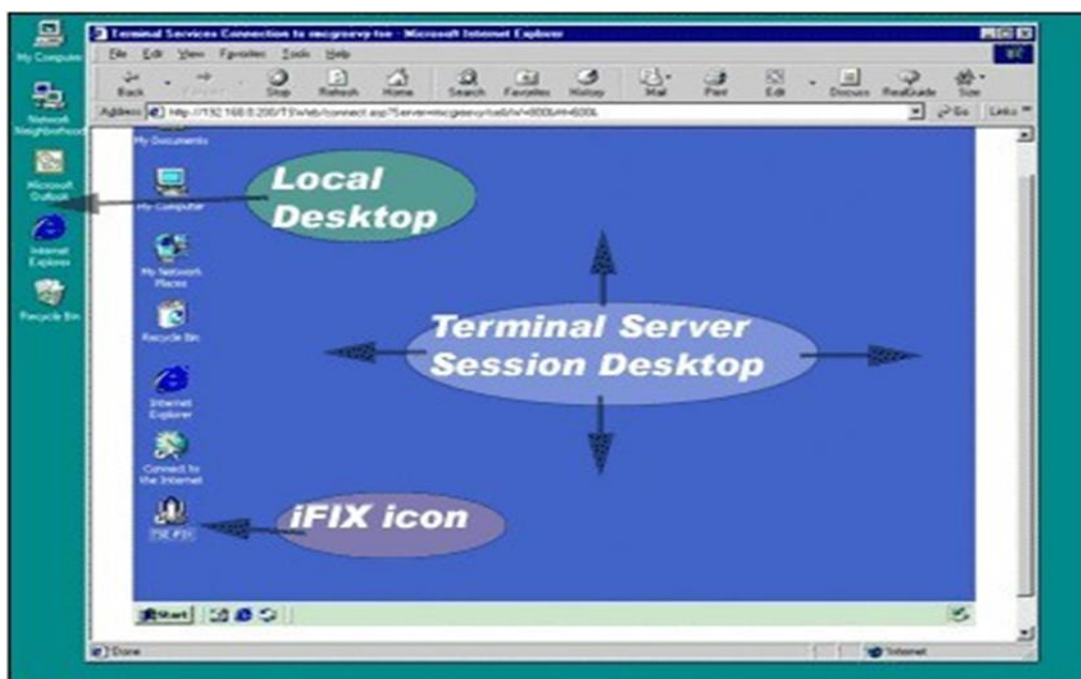 My Computer
Network
Neighborhood
Microsoft
Outlook
Internet
Explorer
Recycle Bin
Terminal Services Connection to mcgreevy-tse - Microsoft Internet Explorer
File Edit View Favorites Tools Help
Back Forward Stop Refresh Home Search Favorites History Mail Print Edit Discuss RealGuide Size
Address Go Links
My Documents
My Computer
My Network
Places
Recycle Bin
Internet
Explorer
Connect to
the Internet
Local
Desktop
Terminal Server
Session Desktop
iFIX icon
Start
Done Internet